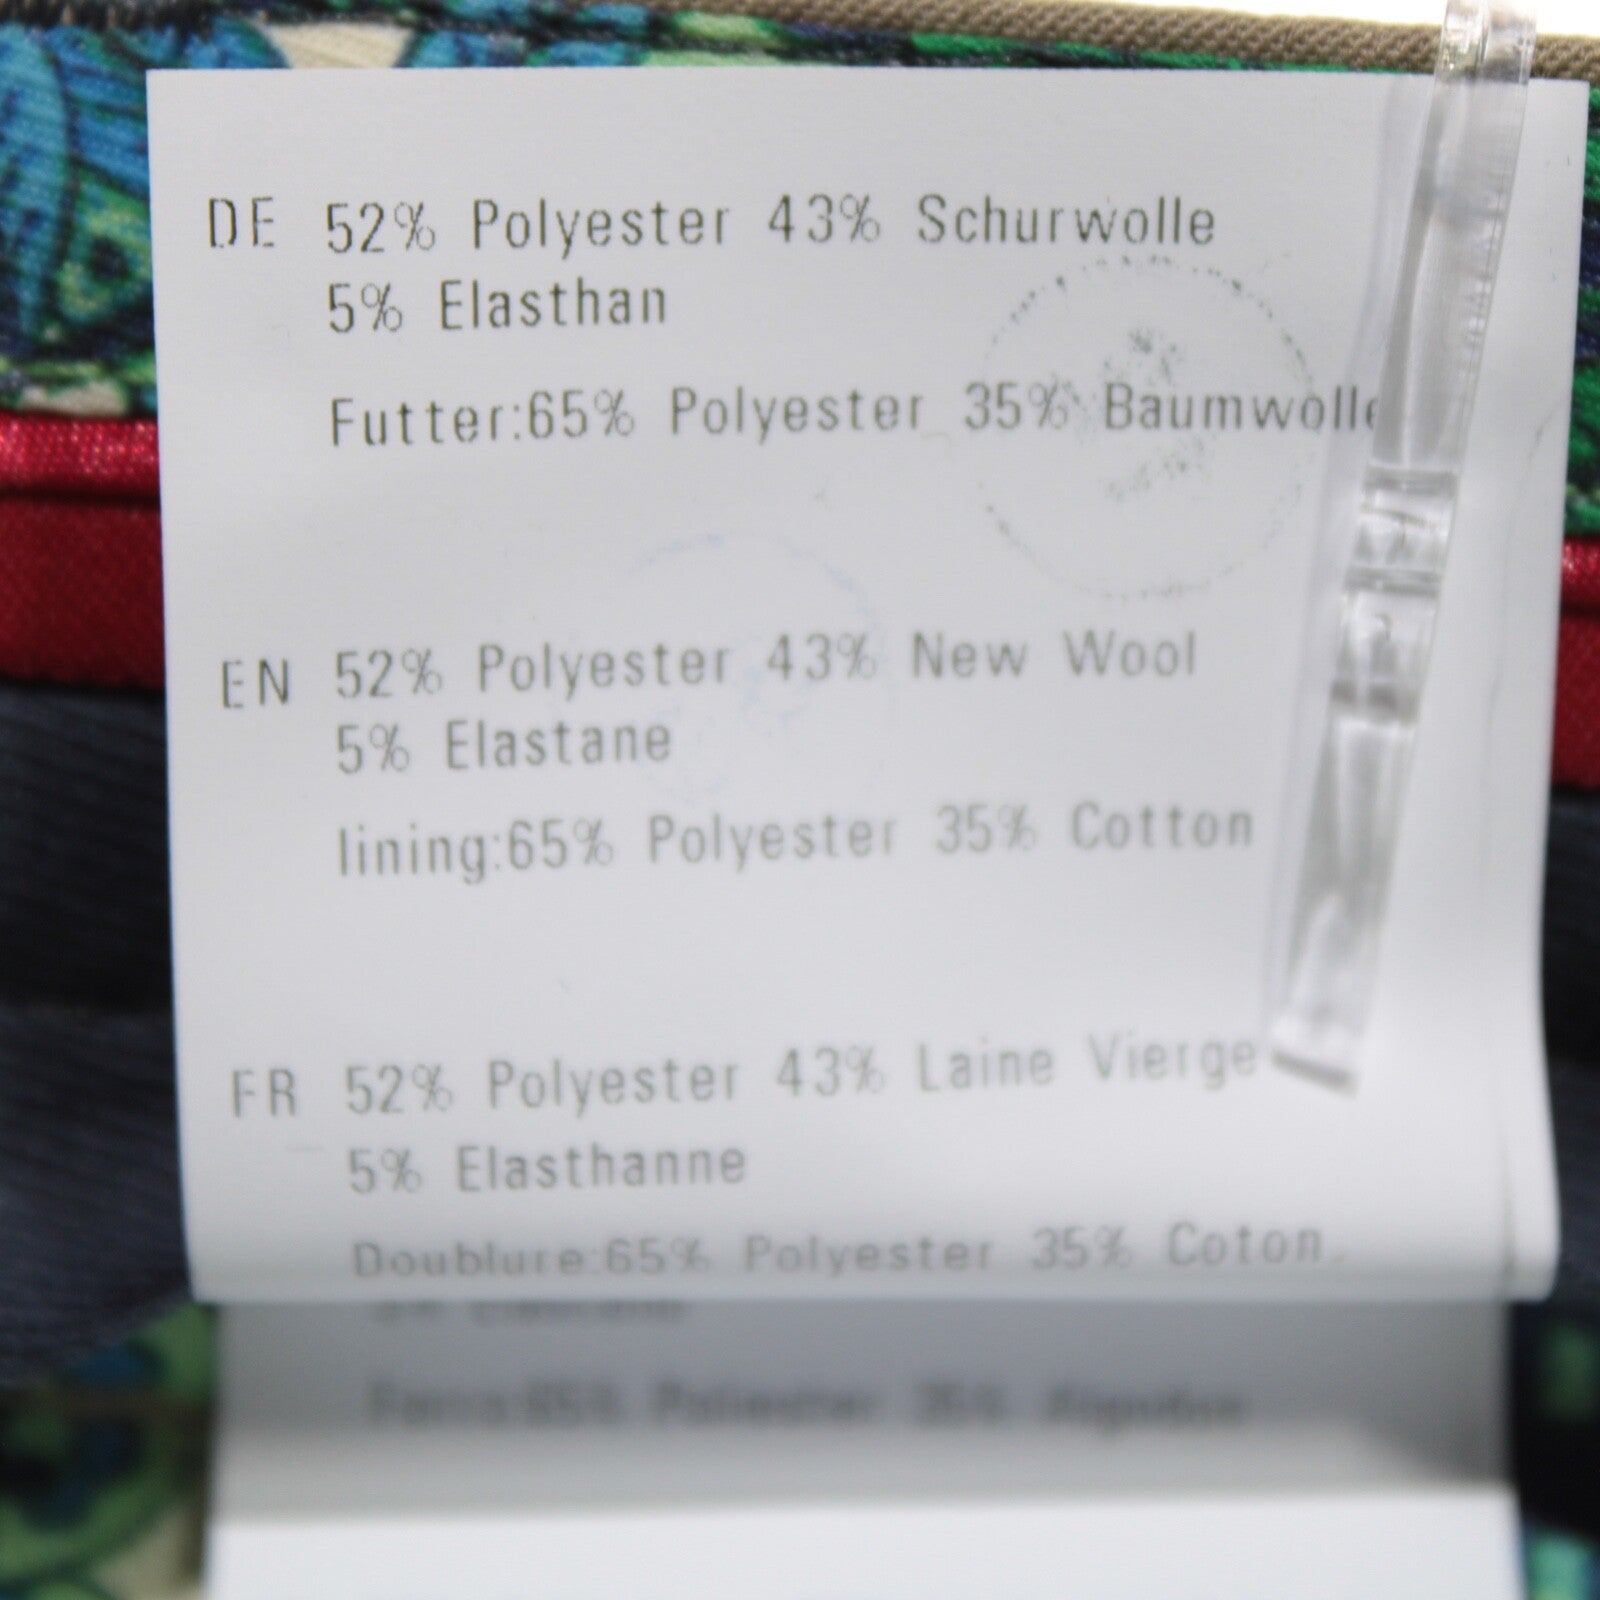 DE 52% Polyester 43% Schurwolle
5% Elasthan
Futter:65% Polyester 35% Baumwolle
EN 52% Polyester 43% New Wool
5% Elastane
lining:65% Polyester 35% Cotton
FR 52% Polyester 43% Laine Vierge
5% Elasthanne
Doublure:65% Polyester 35% Coton